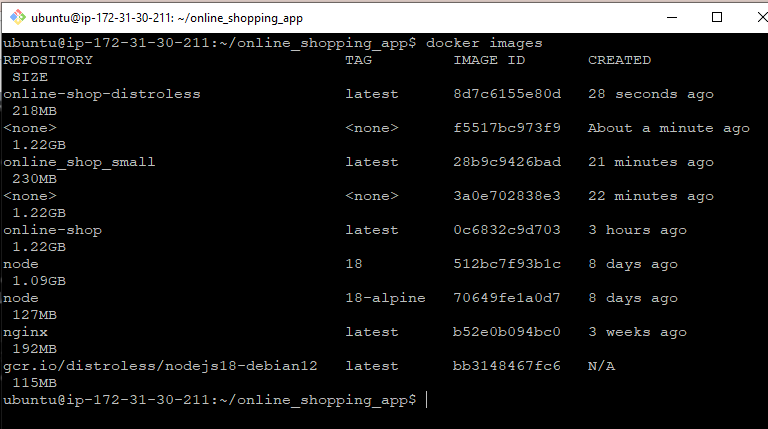 ubuntu@ip-172-31-30-211: ~/online_shopping_app
ubuntu@ip-172-31-30-211:~/online_shopping_app$ docker images
REPOSITORY TAG IMAGE ID CREATED
SIZE
online-shop-distroless latest 8d7c6155e80d 28 seconds ago
218MB
<none> <none> f5517bc973f9 About a minute ago
1.22GB
online_shop_small latest 28b9c9426bad 21 minutes ago
230MB
<none> <none> 3a0e702838e3 22 minutes ago
1.22GB
online-shop latest 0c6832c9d703 3 hours ago
1.22GB
node 18 512bc7f93b1c 8 days ago
1.09GB
node 18-alpine 70649fe1a0d7 8 days ago
127MB
nginx latest b52e0b094bc0 3 weeks ago
192MB
gcr.io/distroless/nodejs18-debian12 latest bb3148467fc6 N/A
115MB
ubuntu@ip-172-31-30-211:~/online_shopping_app$